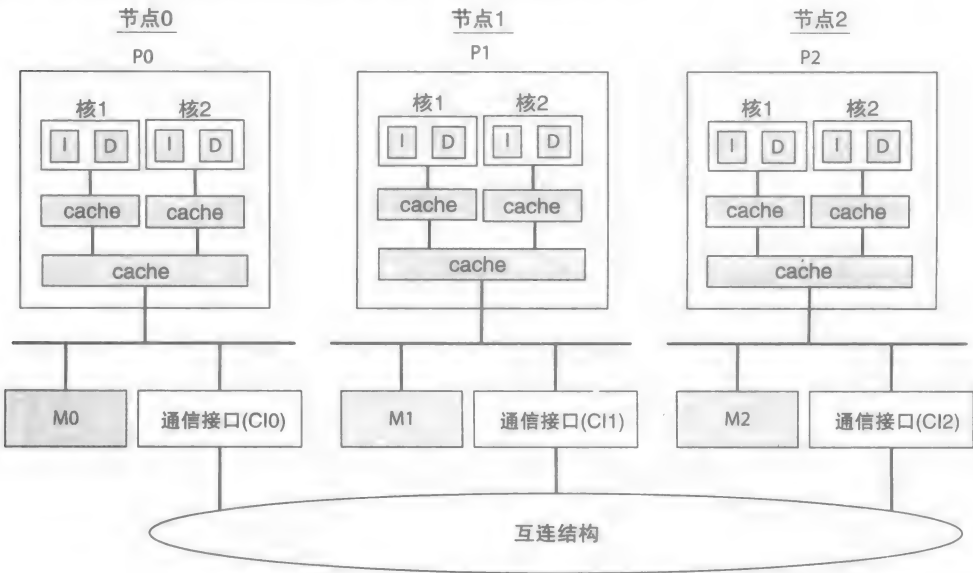 节点0 节点1 节点2
P0 P1 P2
核1 核2 核1 核2 核1 核2
I D I D I D I D I D I D
cache cache cache cache cache cache
cache cache cache
M0 通信接口(CI0) M1 通信接口(CI1) M2 通信接口(CI2)
互连结构